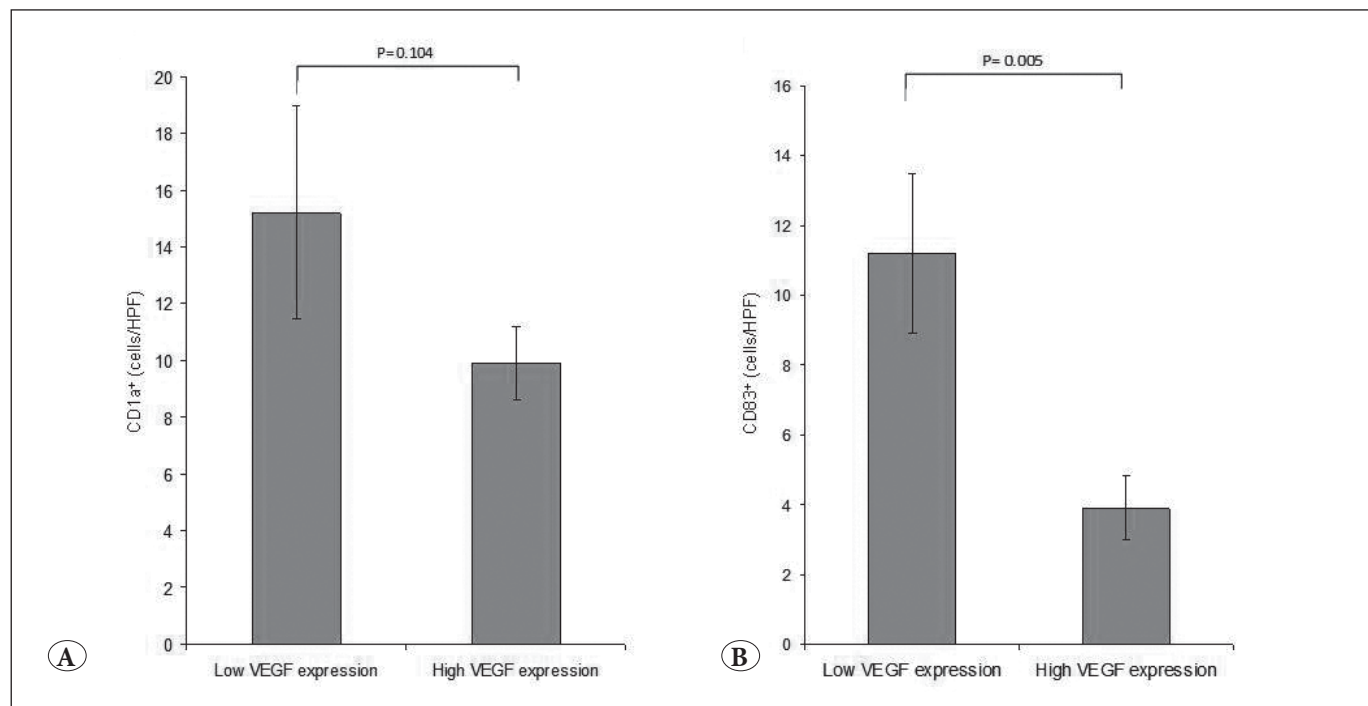 P=0.104
20
18
16
14
12
10
8
6
4
2
0
CD1a+ (cells/HPF)
Low VEGF expression
High VEGF expression
A
P= 0.005
16
14
12
10
8
6
4
2
0
CD83+ (cells/HPF)
Low VEGF expression
High VEGF expression
B